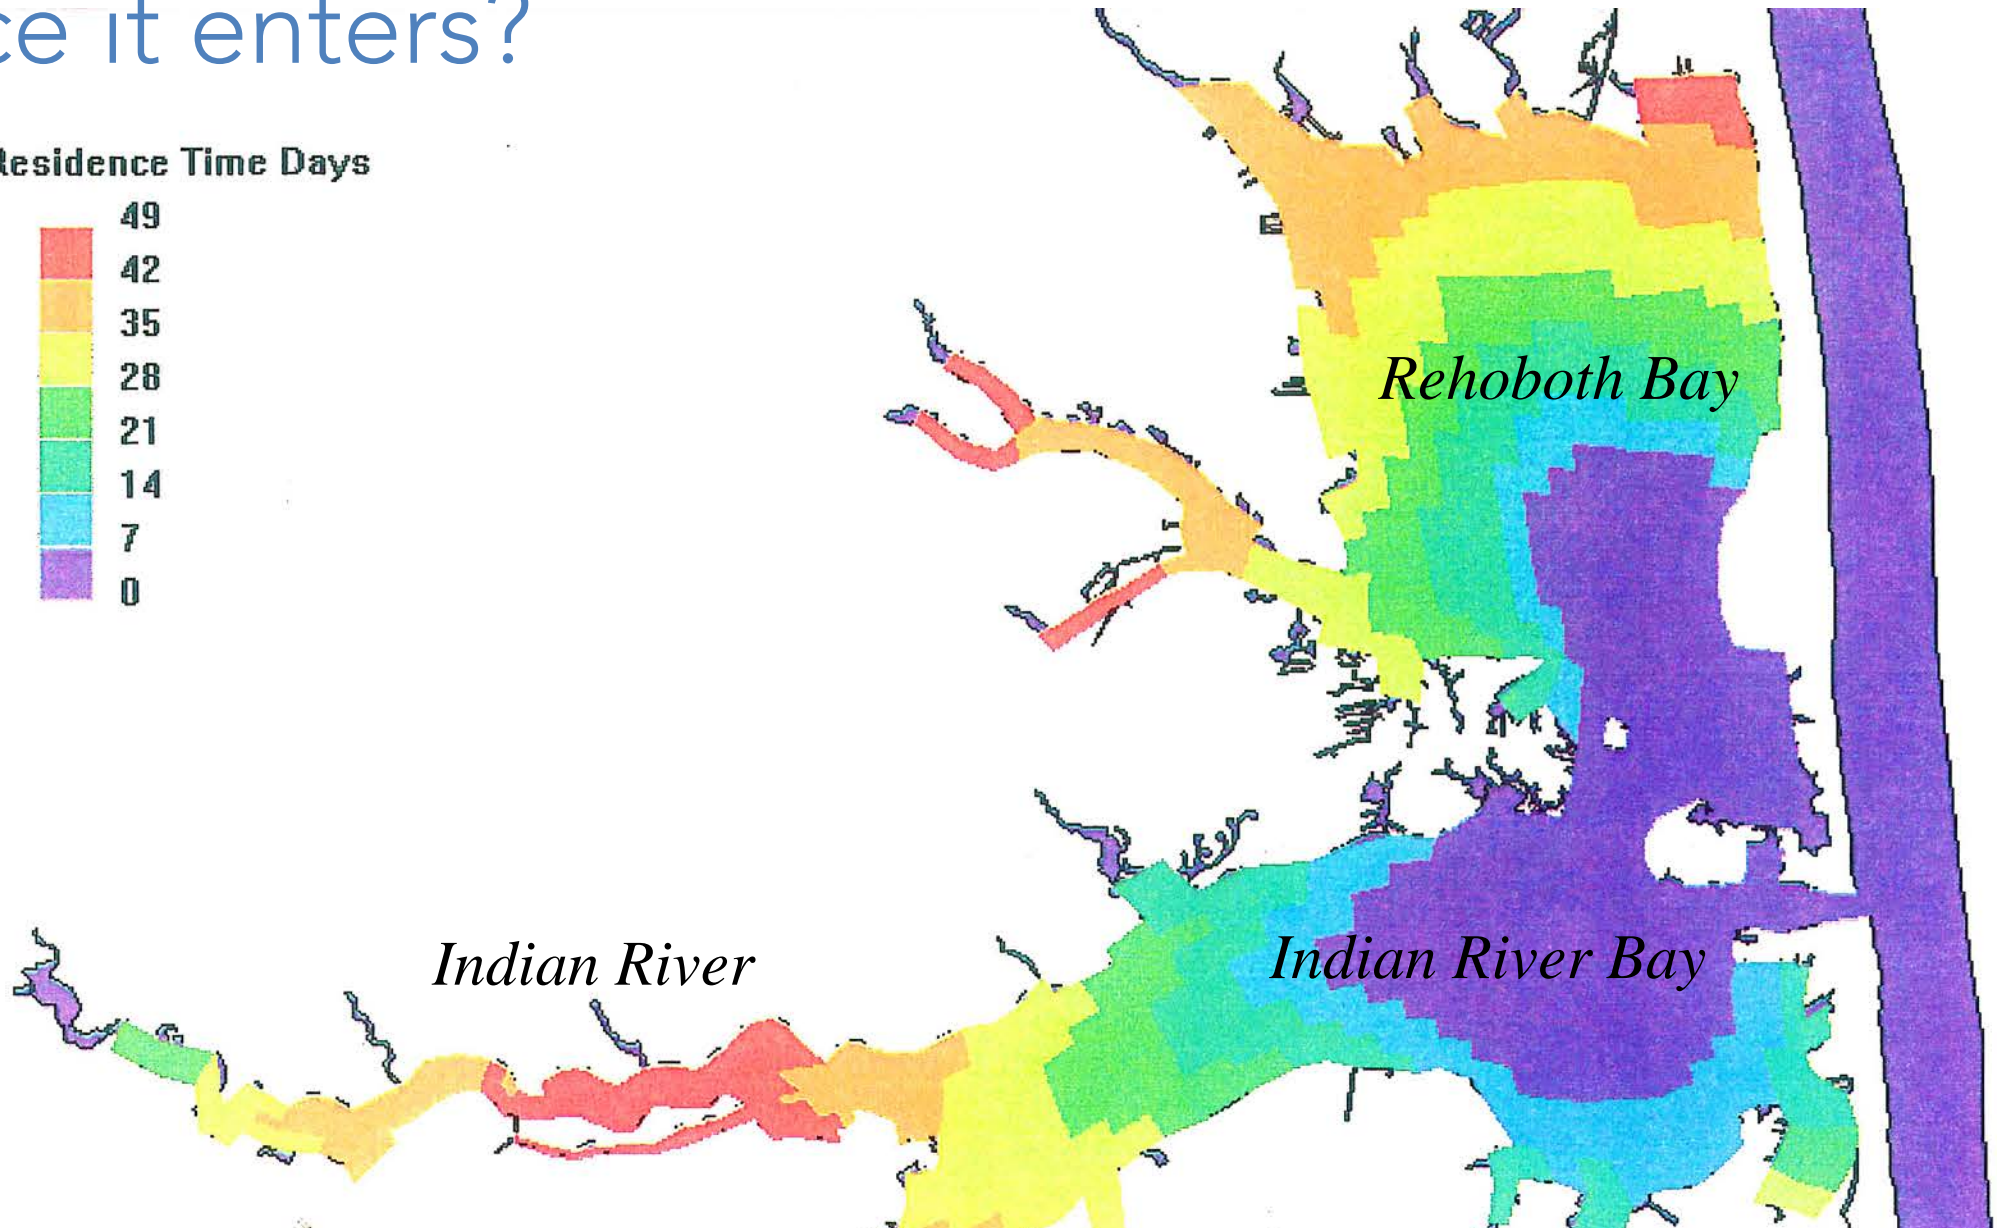 ce it enters?
Residence Time Days
49
42
35
28
21
14
7
0
Rehoboth Bay
Indian River
Indian River Bay